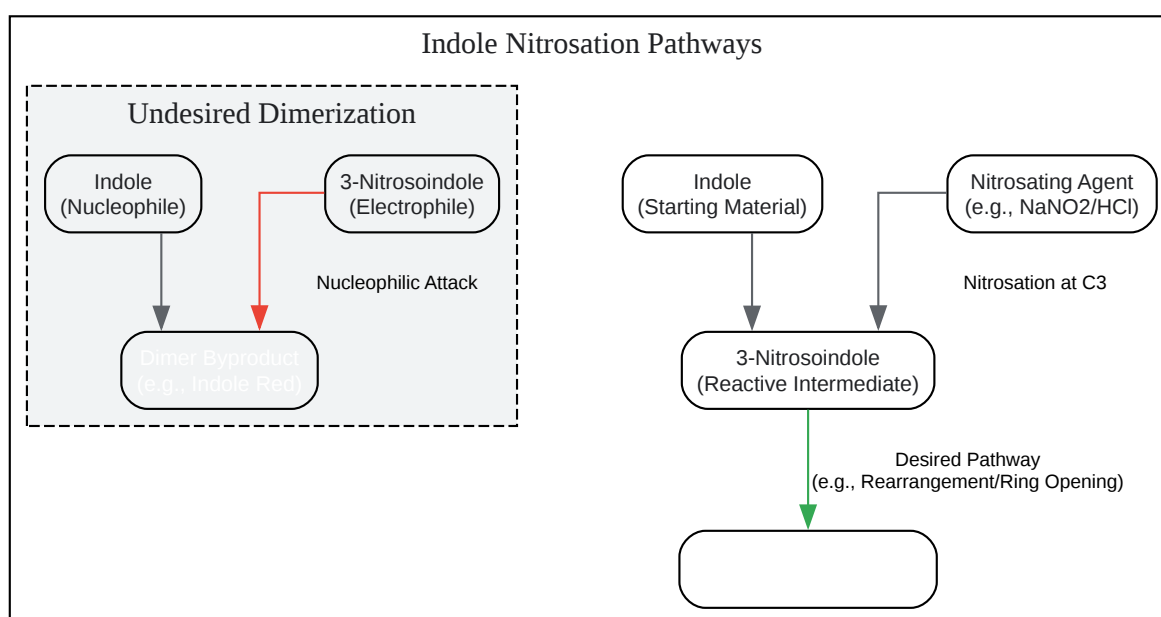 Indole Nitrosation Pathways
Undesired Dimerization
Indole
(Nucleophile)
3-Nitrosoindole
(Electrophile)
Nucleophilic Attack
Dimer Byproduct
(e.g., Indole Red)
Indole
(Starting Material)
Nitrosating Agent
(e.g., NaNO2/HCl)
Nitrosation at C3
3-Nitrosoindole
(Reactive Intermediate)
Desired Pathway
(e.g., Rearrangement/Ring Opening)